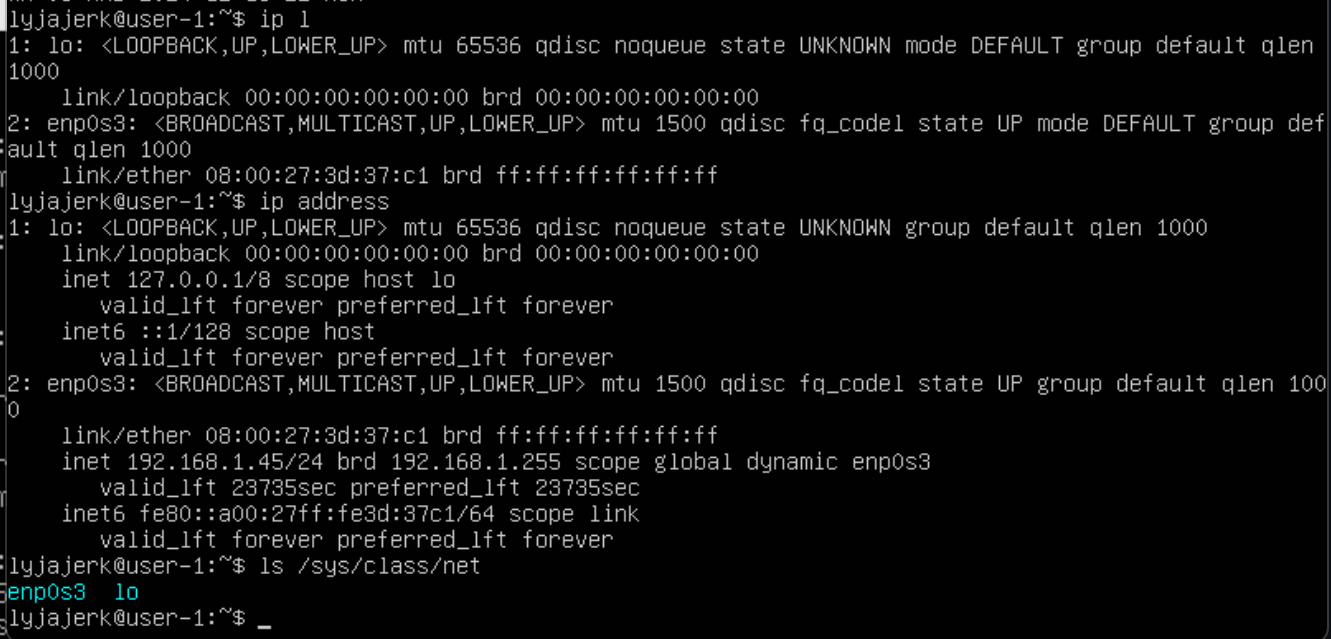 lyjajerk@user-1:~$ ip l
1: lo: <LOOPBACK,UP,LOWER_UP> mtu 65536 qdisc noqueue state UNKNOWN mode DEFAULT group default qlen
1000
    link/loopback 00:00:00:00:00:00 brd 00:00:00:00:00:00
2: enp0s3: <BROADCAST,MULTICAST,UP,LOWER_UP> mtu 1500 qdisc fq_codel state UP mode DEFAULT group def
ault qlen 1000
    link/ether 08:00:27:3d:37:c1 brd ff:ff:ff:ff:ff:ff
lyjajerk@user-1:~$ ip address
1: lo: <LOOPBACK,UP,LOWER_UP> mtu 65536 qdisc noqueue state UNKNOWN group default qlen 1000
    link/loopback 00:00:00:00:00:00 brd 00:00:00:00:00:00
    inet 127.0.0.1/8 scope host lo
       valid_lft forever preferred_lft forever
    inet6 ::1/128 scope host
       valid_lft forever preferred_lft forever
2: enp0s3: <BROADCAST,MULTICAST,UP,LOWER_UP> mtu 1500 qdisc fq_codel state UP group default qlen 100
0
    link/ether 08:00:27:3d:37:c1 brd ff:ff:ff:ff:ff:ff
    inet 192.168.1.45/24 brd 192.168.1.255 scope global dynamic enp0s3
       valid_lft 23735sec preferred_lft 23735sec
    inet6 fe80::a00:27ff:fe3d:37c1/64 scope link
       valid_lft forever preferred_lft forever
lyjajerk@user-1:~$ ls /sys/class/net
enp0s3  lo
lyjajerk@user-1:~$ _